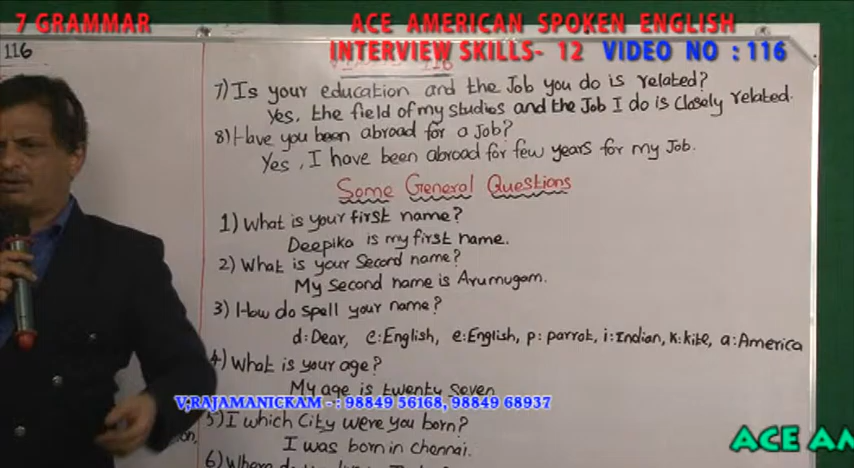 7 GRAMMAR
ACE AMERICAN SPOKEN ENGLISH
INTERVIEW SKILLS- 12 VIDEO NO : 116
116
7) Is your education and the Job you do is related?
Yes, the field of my studies and the Job I do is closely related.
8) Have you been abroad for a Job?
Yes, I have been abroad for few years for my Job.
Some General Questions
1) What is your first name?
Deepika is my first name.
2) What is your Second name?
My Second name is Arumugam.
3) How do spell your name?
d: Dear, e: English, e: English, p: parrot, i: Indian, k: kite, a: America
4) What is your age?
My age is twenty Seven
V.RAJAMANICKAM - : 98849 56168, 98849 68937
5) I which City were you born?
I was born in chennai.
ACE AM
6)